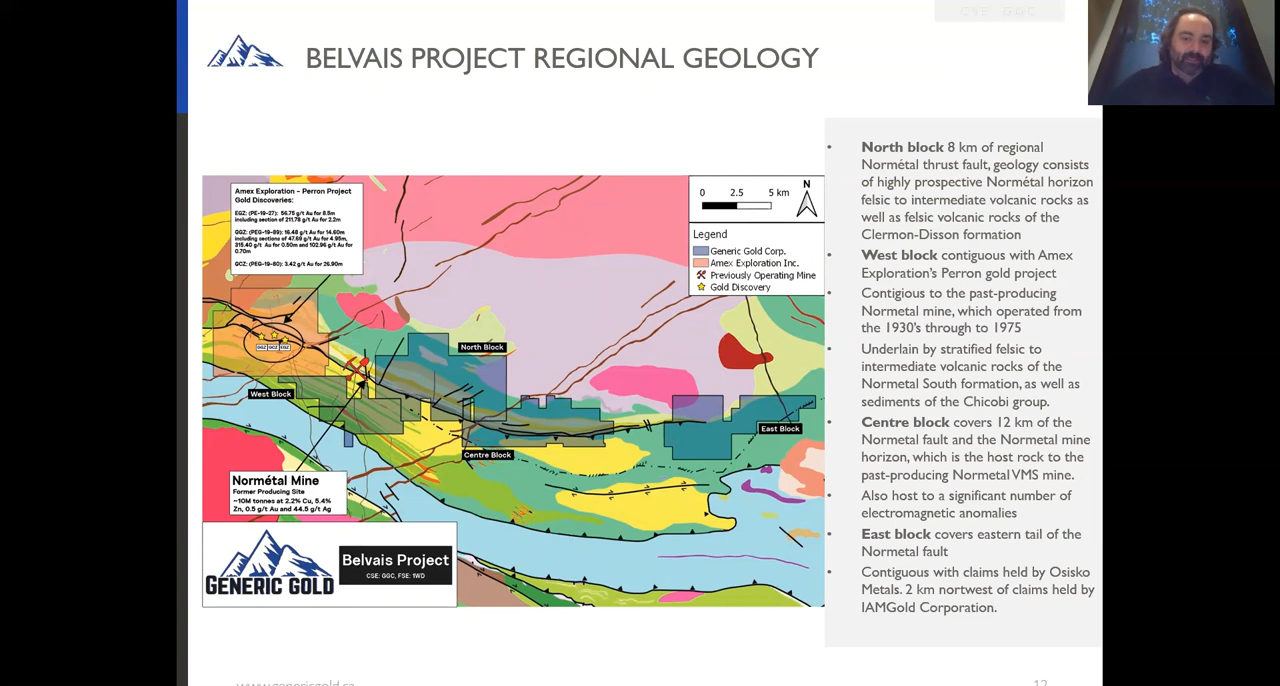 CSE: GGC
BELVAIS PROJECT REGIONAL GEOLOGY
Amex Exploration - Perron Project
Gold Discoveries:
EGZ: (PE-19-27): 56.75 g/t Au for 8.5m
including section of 211.78 g/t Au for 2.2m
GGZ: (PEG-19-89): 16.48 g/t Au for 14.60m
including sections of 47.69 g/t Au for 4.95m,
315.40 g/t Au for 0.50m and 102.96 g/t Au for
0.70m
GCZ: (PEG-19-80): 3.42 g/t Au for 26.90m
0 2.5 5 km
N
Legend
Generic Gold Corp.
Amex Exploration Inc.
Previously Operating Mine
Gold Discovery
North Block
West Block
East Block
Centre Block
Normétal Mine
Former Producing Site
~10M tonnes at 2.2% Cu, 5.4%
Zn, 0.5 g/t Au and 44.5 g/t Ag
GENERIC GOLD
Belvais Project
CSE: GGC, FSE: 1WD
• North block 8 km of regional
Normétal thrust fault, geology consists
of highly prospective Normétal horizon
felsic to intermediate volcanic rocks as
well as felsic volcanic rocks of the
Clermon-Disson formation
• West block contiguous with Amex
Exploration's Perron gold project
• Contigious to the past-producing
Normetal mine, which operated from
the 1930's through to 1975
• Underlain by stratified felsic to
intermediate volcanic rocks of the
Normetal South formation, as well as
sediments of the Chicobi group.
• Centre block covers 12 km of the
Normetal fault and the Normetal mine
horizon, which is the host rock to the
past-producing Normetal VMS mine.
• Also host to a significant number of
electromagnetic anomalies
• East block covers eastern tail of the
Normetal fault
• Contiguous with claims held by Osisko
Metals. 2 km nortwest of claims held by
IAMGold Corporation.
www.genericgold.ca
12